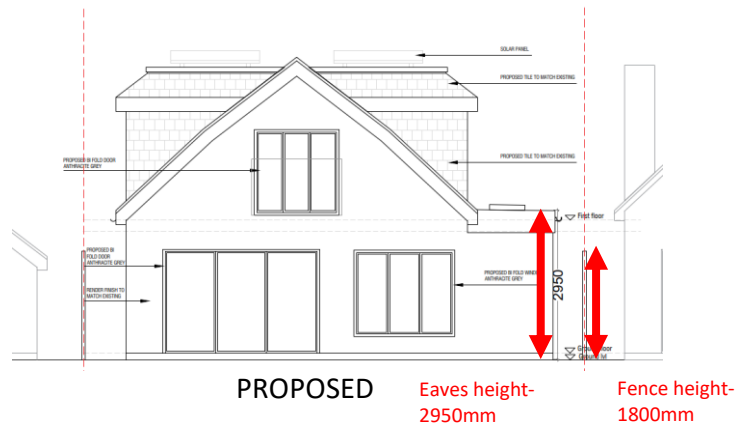 SOLAR PANEL
PROPOSED TILE TO MATCH EXISTING
PROPOSED BI FOLD DOOR
ANTHRACITE GREY
PROPOSED TILE TO MATCH EXISTING
First floor
PROPOSED BI
FOLD DOOR
ANTHRACITE GREY
RENDER FINISH TO
MATCH EXISTING
PROPOSED BI FOLD WIND
ANTHRACITE GREY
2950
Ground lvl
PROPOSED
Eaves height-
2950mm
Fence height-
1800mm